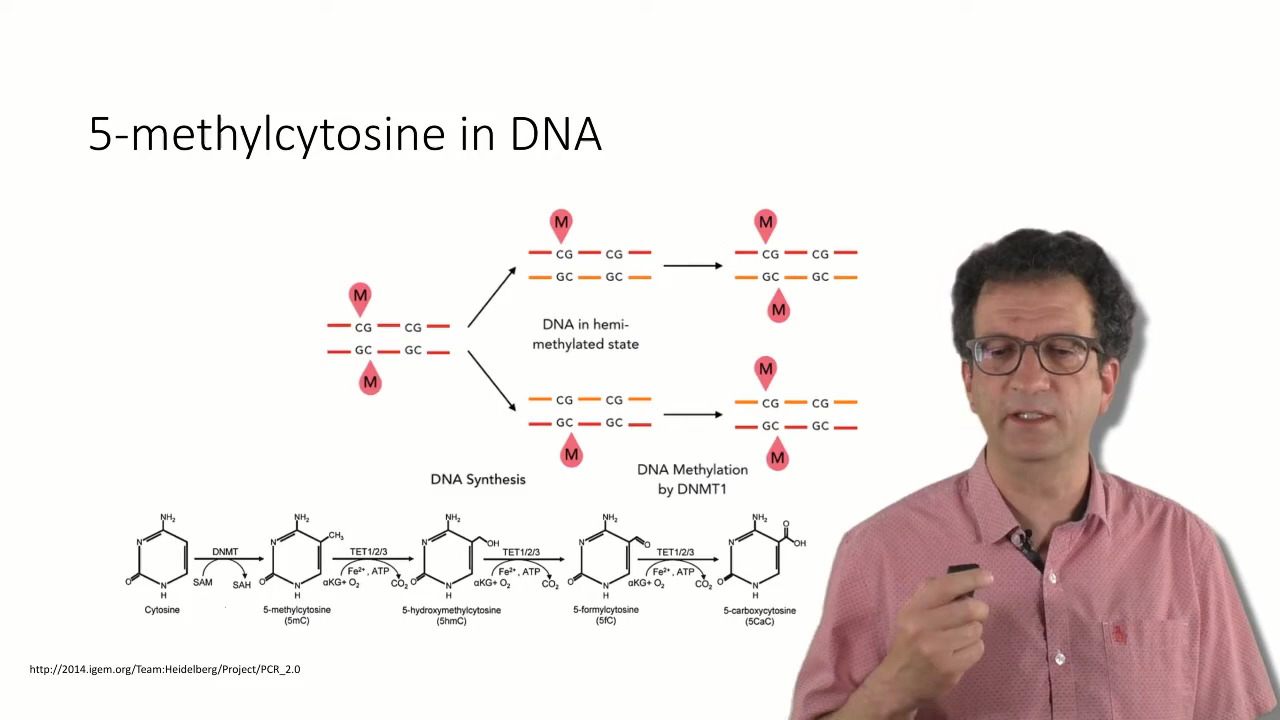 5-methylcytosine in DNA
M
CG CG
GC GC
M
M
CG CG
GC GC
DNA in hemi-
methylated state
CG CG
GC GC
M
M
CG CG
GC GC
M
M
CG CG
GC GC
M
DNA Synthesis
DNA Methylation
by DNMT1
NH₂
N
O
N
H
Cytosine
DNMT
SAM
SAH
NH₂
CH₃
N
O
N
H
5-methylcytosine
(5mC)
TET1/2/3
Fe²⁺, ATP
αKG+ O₂
CO₂
NH₂
OH
N
O
N
H
5-hydroxymethylcytosine
(5hmC)
TET1/2/3
Fe²⁺, ATP
αKG+ O₂
CO₂
NH₂
O
N
O
N
H
5-formylcytosine
(5fC)
TET1/2/3
Fe²⁺, ATP
αKG+ O₂
CO₂
NH₂
O
OH
N
O
N
H
5-carboxycytosine
(5CaC)
http://2014.igem.org/Team:Heidelberg/Project/PCR_2.0